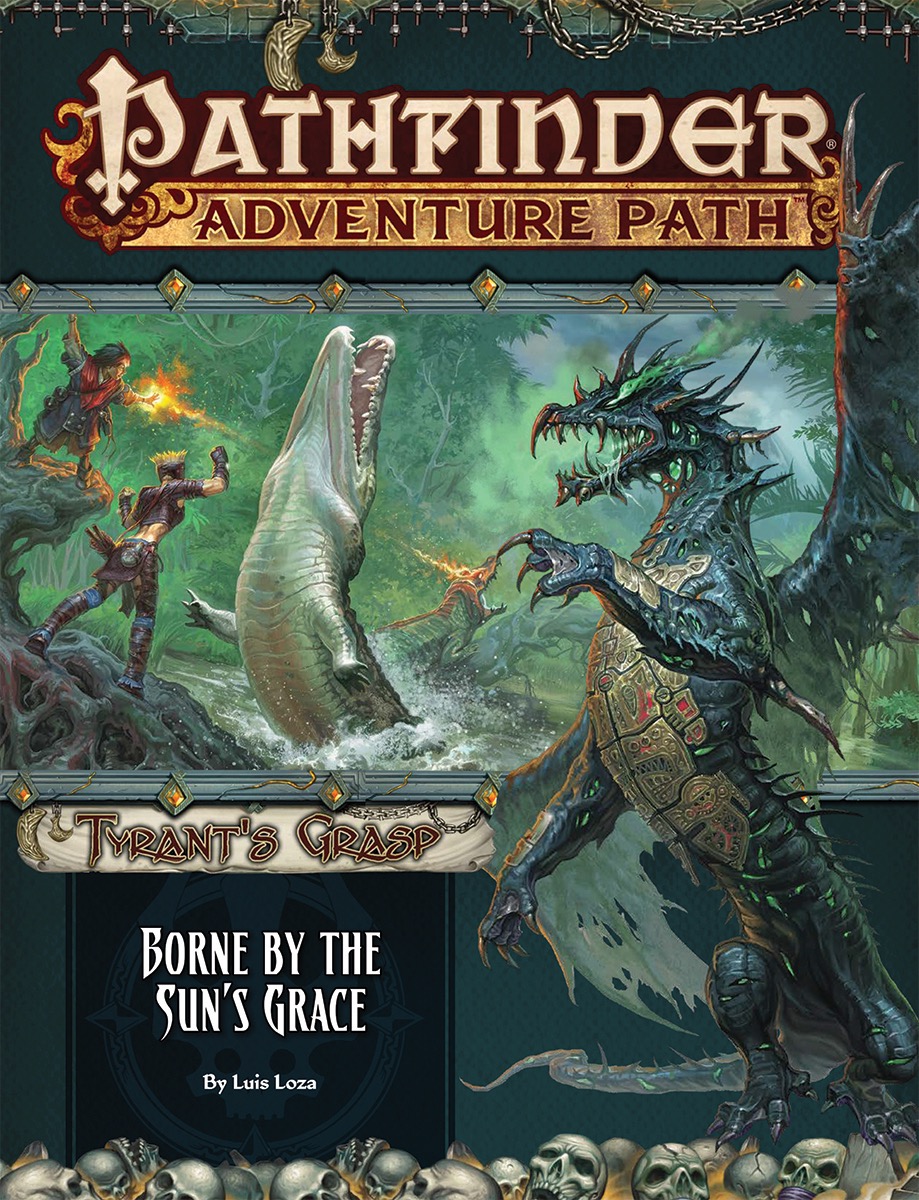 PATHFINDER®
ADVENTURE PATH™
TYRANT'S GRASP
BORNE BY THE
SUN'S GRACE
By Luis Loza